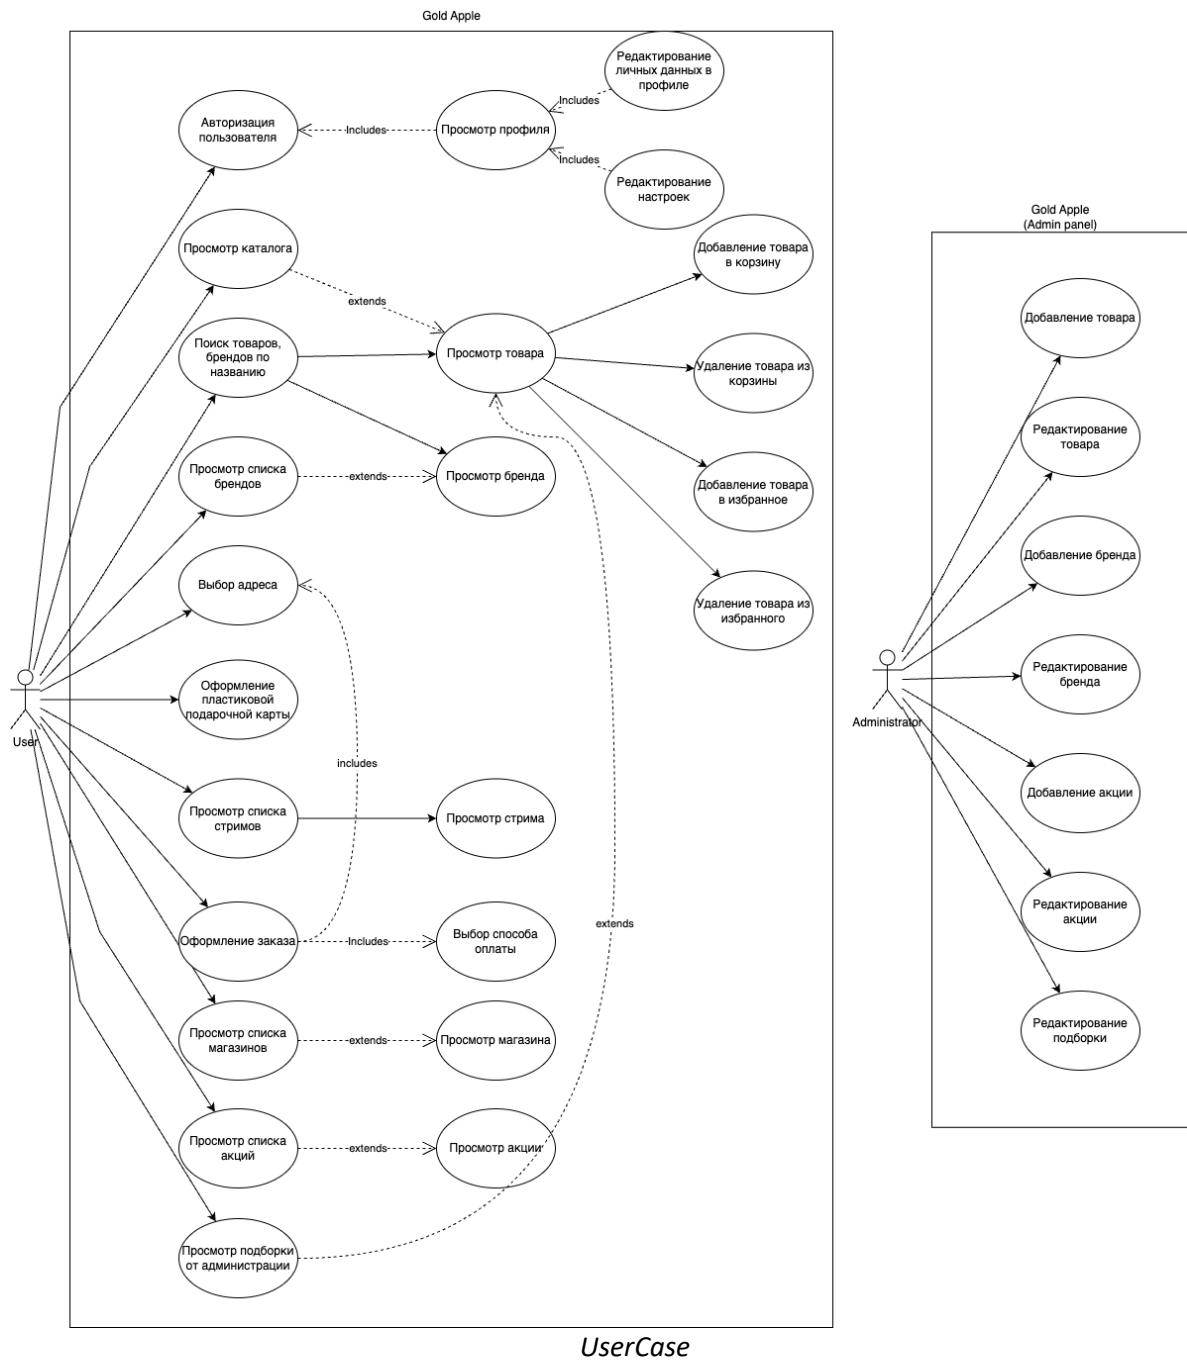 Gold Apple
Редактирование
личных данных в
профиле
Includes
Авторизация
пользователя
Includes
Просмотр профиля
Includes
Редактирование
настроек
Просмотр каталога
extends
Добавление товара
в корзину
Поиск товаров,
брендов по
названию
Просмотр товара
Удаление товара из
корзины
Просмотр списка
брендов
extends
Просмотр бренда
Добавление товара
в избранное
Выбор адреса
Удаление товара из
избранного
Оформление
пластиковой
подарочной карты
User
includes
Просмотр списка
стримов
Просмотр стрима
extends
Оформление заказа
Includes
Выбор способа
оплаты
Просмотр списка
магазинов
extends
Просмотр магазина
Просмотр списка
акций
extends
Просмотр акции
Просмотр подборки
от администрации
Gold Apple
(Admin panel)
Добавление товара
Редактирование
товара
Добавление бренда
Редактирование
бренда
Administrator
Добавление акции
Редактирование
акции
Редактирование
подборки
UserCase